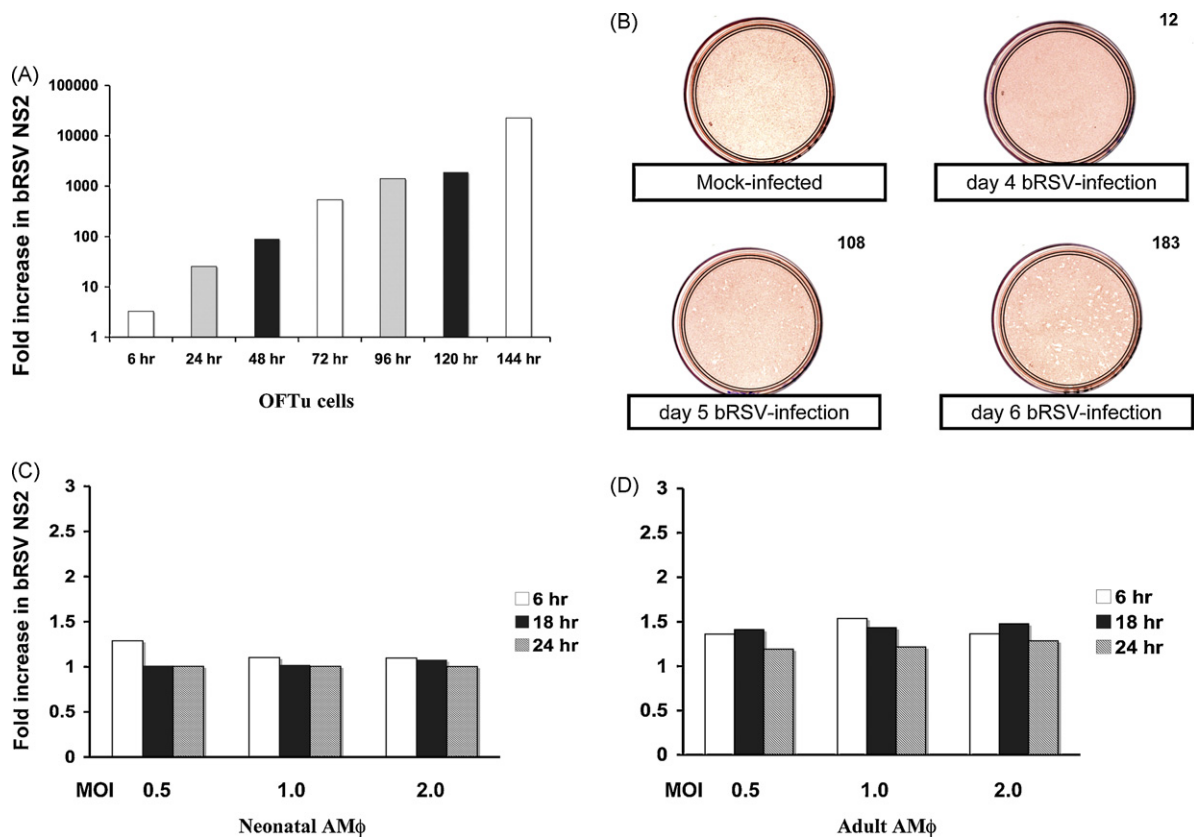 (A)
Fold increase in bRSV NS2
100000
10000
1000
100
10
1
6 hr 24 hr 48 hr 72 hr 96 hr 120 hr 144 hr
OFTu cells
(B)
12
Mock-infected
day 4 bRSV-infection
108
183
day 5 bRSV-infection
day 6 bRSV-infection
(C)
Fold increase in bRSV NS2
3
2.5
2
1.5
1
0.5
0
6 hr
18 hr
24 hr
MOI 0.5 1.0 2.0
Neonatal AMϕ
(D)
3
2.5
2
1.5
1
0.5
0
6 hr
18 hr
24 hr
MOI 0.5 1.0 2.0
Adult AMϕ